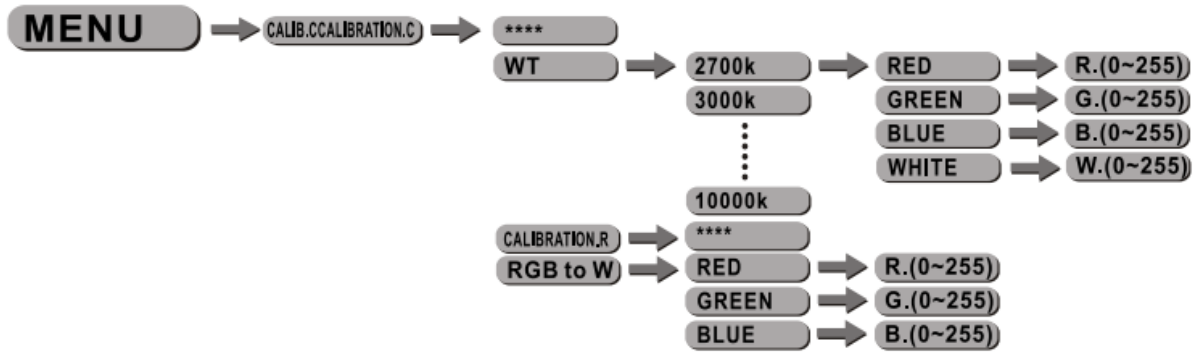 MENU CALIB.CCALIBRATION.C) ****
WT 2700k RED R.(0~255)
3000k GREEN G.(0~255)
BLUE B.(0~255)
WHITE W.(0~255)
10000k
CALIBRATION.R ****
RGB to W RED R.(0~255)
GREEN G.(0~255)
BLUE B.(0~255)